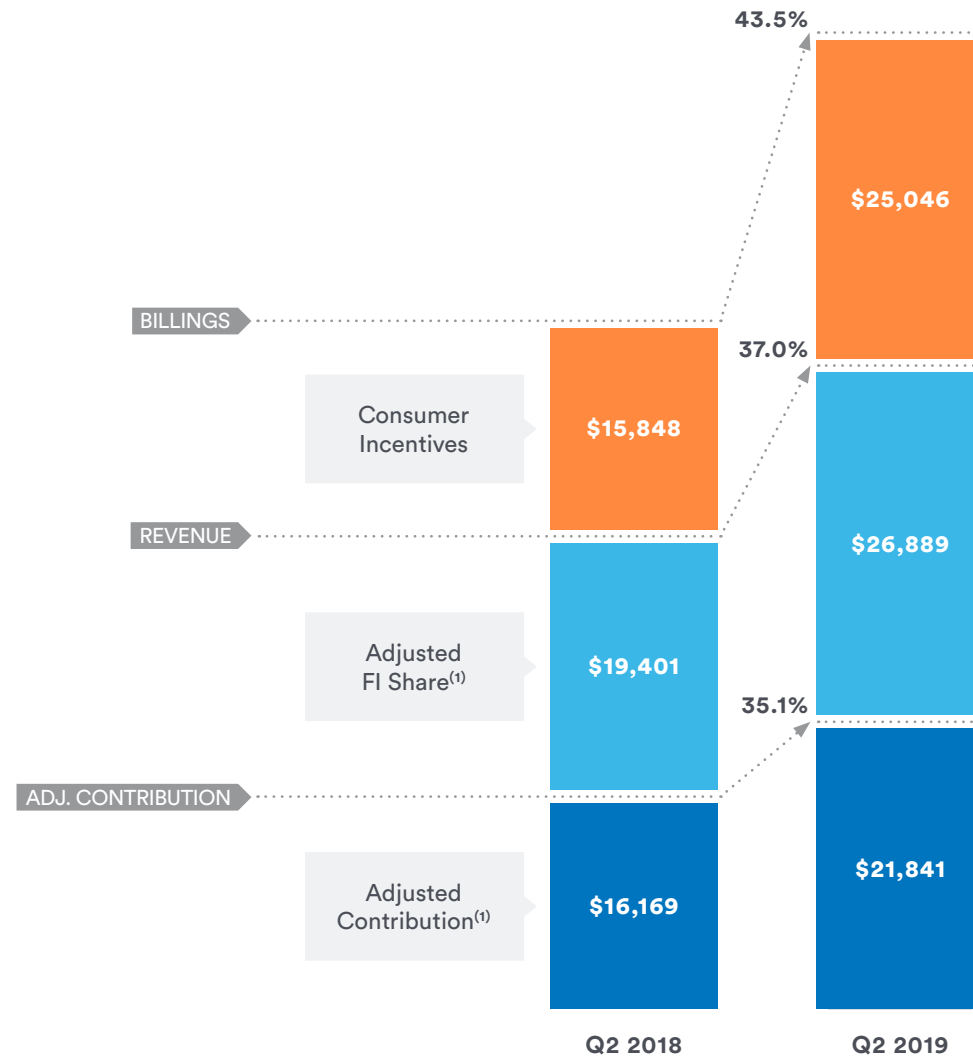 43.5%
$25,046
BILLINGS
37.0%
Consumer
Incentives
$15,848
REVENUE
$26,889
Adjusted
FI Share(1)
$19,401
35.1%
ADJ. CONTRIBUTION
Adjusted
Contribution(1)
$16,169
$21,841
Q2 2018
Q2 2019